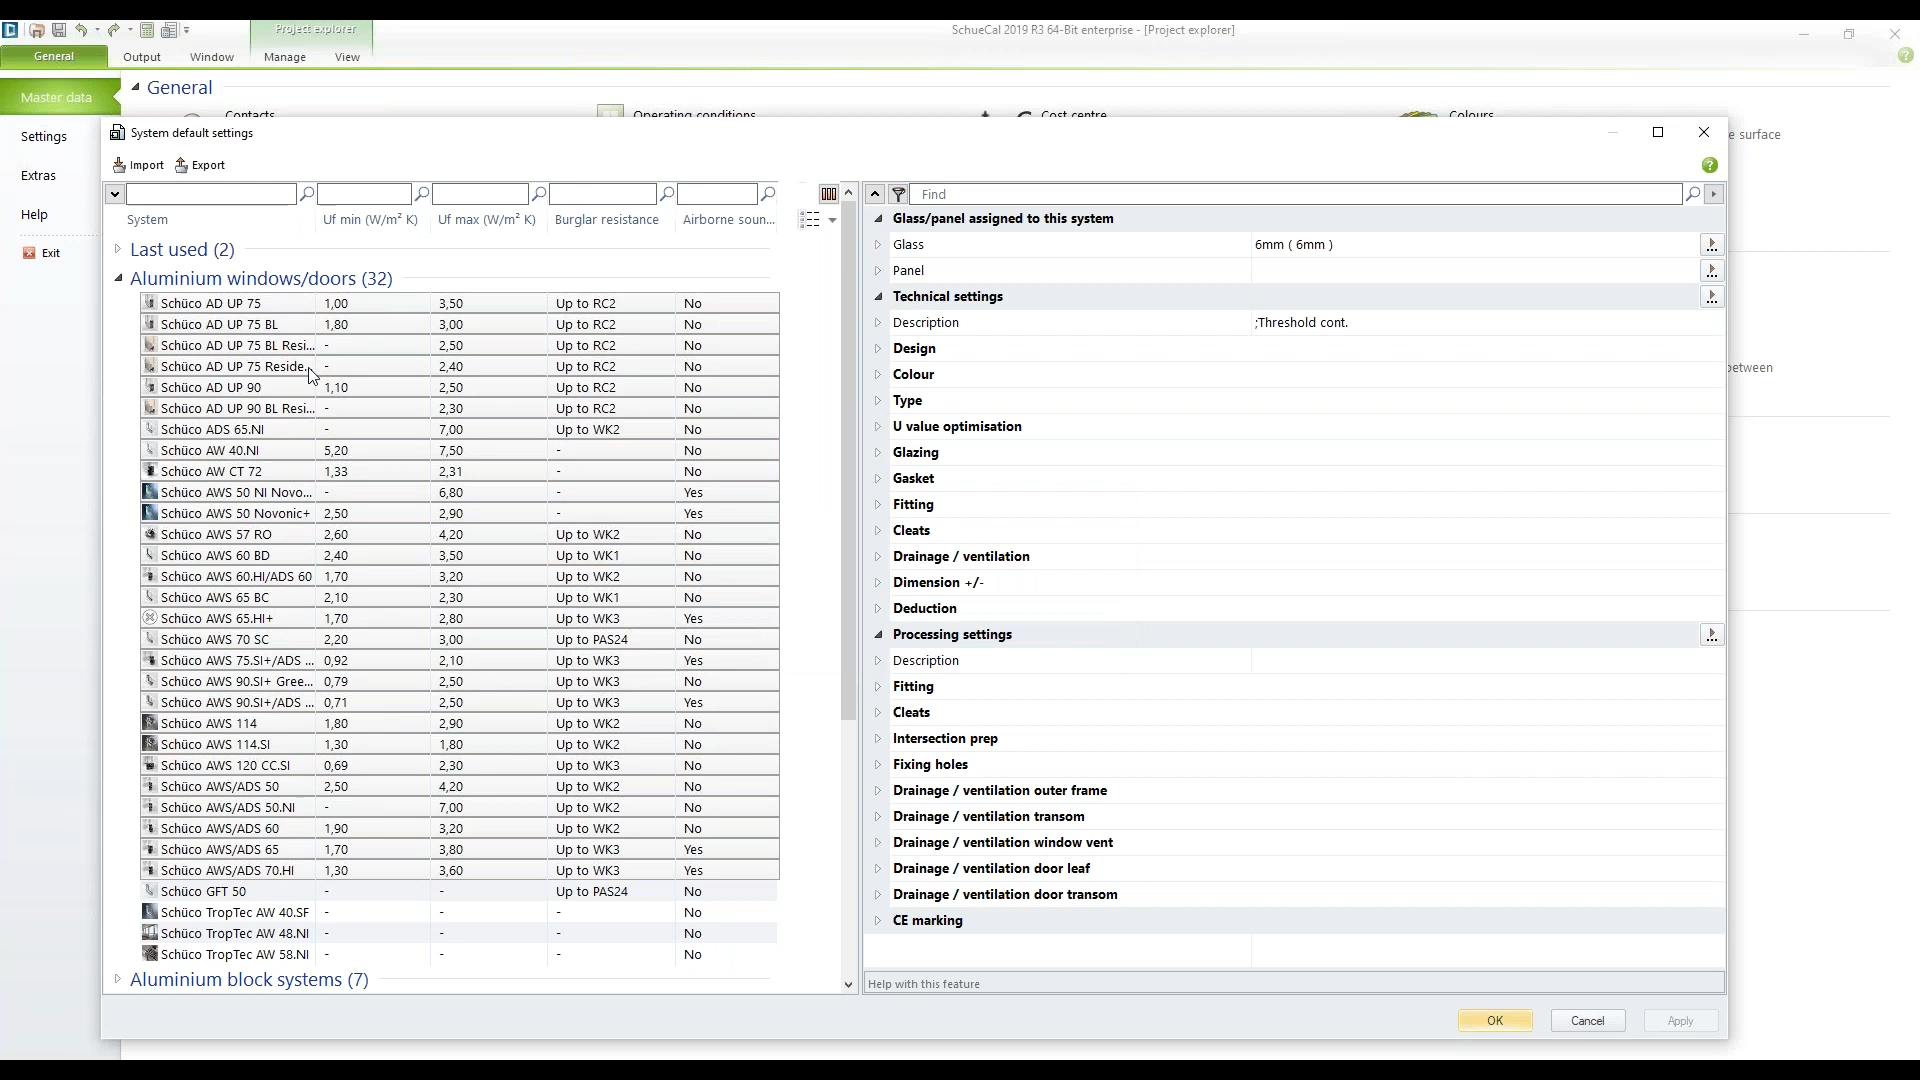 Project explorer
SchueCal 2019 R3 64-Bit enterprise - [Project explorer]
General
Output
Window
Manage
View
Master data
Settings
Extras
Help
Exit
General
Contacts
Operating conditions
Cost centre
Colours
e surface
between
System default settings
Import
Export
System
Uf min (W/m² K)
Uf max (W/m² K)
Burglar resistance
Airborne soun...
Last used (2)
Aluminium windows/doors (32)
Schüco AD UP 75 1,00 3,50 Up to RC2 No
Schüco AD UP 75 BL 1,80 3,00 Up to RC2 No
Schüco AD UP 75 BL Resi... - 2,50 Up to RC2 No
Schüco AD UP 75 Reside... - 2,40 Up to RC2 No
Schüco AD UP 90 1,10 2,50 Up to RC2 No
Schüco AD UP 90 BL Resi... - 2,30 Up to RC2 No
Schüco ADS 65.NI - 7,00 Up to WK2 No
Schüco AW 40.NI 5,20 7,50 - No
Schüco AW CT 72 1,33 2,31 - No
Schüco AWS 50 NI Novo... - 6,80 - Yes
Schüco AWS 50 Novonic+ 2,50 2,90 - Yes
Schüco AWS 57 RO 2,60 4,20 Up to WK2 No
Schüco AWS 60 BD 2,40 3,50 Up to WK1 No
Schüco AWS 60.HI/ADS 60 1,70 3,20 Up to WK2 No
Schüco AWS 65 BC 2,10 2,30 Up to WK1 No
Schüco AWS 65.HI+ 1,70 2,80 Up to WK3 Yes
Schüco AWS 70 SC 2,20 3,00 Up to PAS24 No
Schüco AWS 75.SI+/ADS ... 0,92 2,10 Up to WK3 Yes
Schüco AWS 90.SI+ Gree... 0,79 2,50 Up to WK3 No
Schüco AWS 90.SI+/ADS ... 0,71 2,50 Up to WK3 Yes
Schüco AWS 114 1,80 2,90 Up to WK2 No
Schüco AWS 114.SI 1,30 1,80 Up to WK2 No
Schüco AWS 120 CC.SI 0,69 2,30 Up to WK3 No
Schüco AWS/ADS 50 2,50 4,20 Up to WK2 No
Schüco AWS/ADS 50.NI - 7,00 Up to WK2 No
Schüco AWS/ADS 60 1,90 3,20 Up to WK2 No
Schüco AWS/ADS 65 1,70 3,80 Up to WK3 Yes
Schüco AWS/ADS 70.HI 1,30 3,60 Up to WK3 Yes
Schüco GFT 50 - - Up to PAS24 No
Schüco TropTec AW 40.SF - - - No
Schüco TropTec AW 48.NI - - - No
Schüco TropTec AW 58.NI - - - No
Aluminium block systems (7)
Find
Glass/panel assigned to this system
Glass 6mm ( 6mm )
Panel
Technical settings
Description ;Threshold cont.
Design
Colour
Type
U value optimisation
Glazing
Gasket
Fitting
Cleats
Drainage / ventilation
Dimension +/-
Deduction
Processing settings
Description
Fitting
Cleats
Intersection prep
Fixing holes
Drainage / ventilation outer frame
Drainage / ventilation transom
Drainage / ventilation window vent
Drainage / ventilation door leaf
Drainage / ventilation door transom
CE marking
Help with this feature
OK
Cancel
Apply